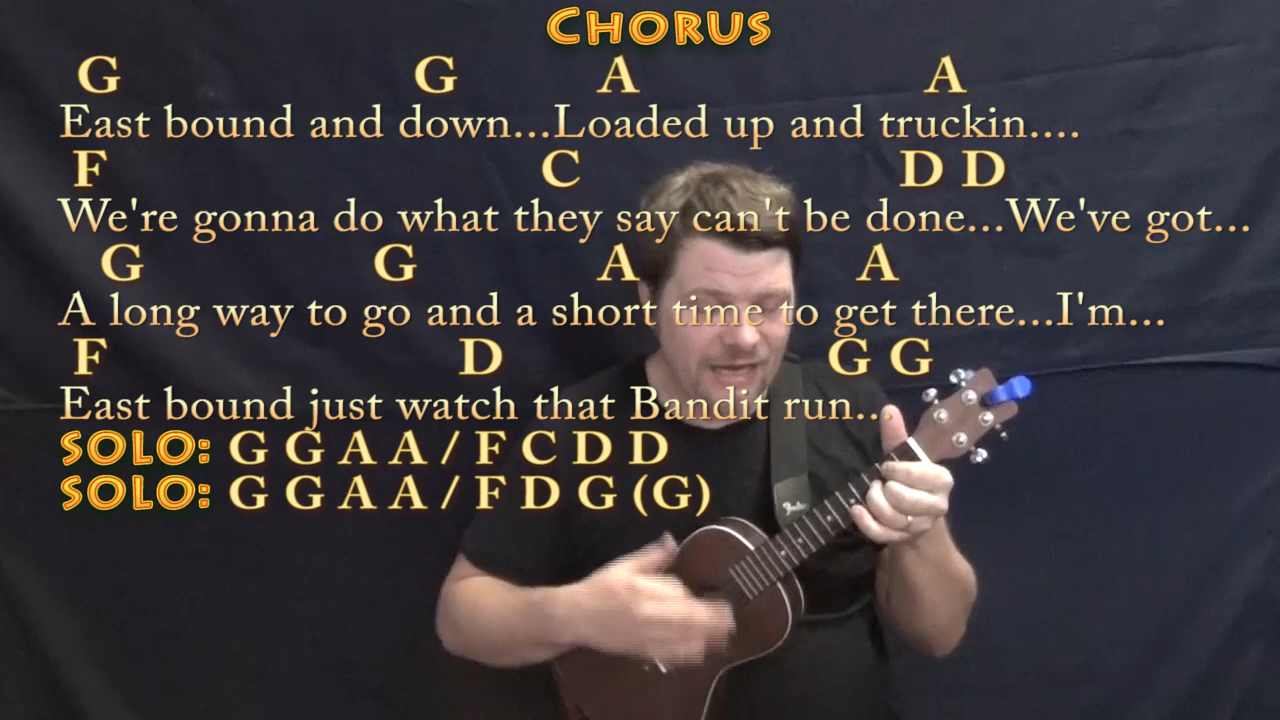 CHORUS
G G A A
East bound and down...Loaded up and truckin....
F C D D
We're gonna do what they say can't be done...We've got...
G G A A
A long way to go and a short time to get there...I'm...
F D G G
East bound just watch that Bandit run...
SOLO: G G A A / F C D D
SOLO: G G A A / F D G (G)